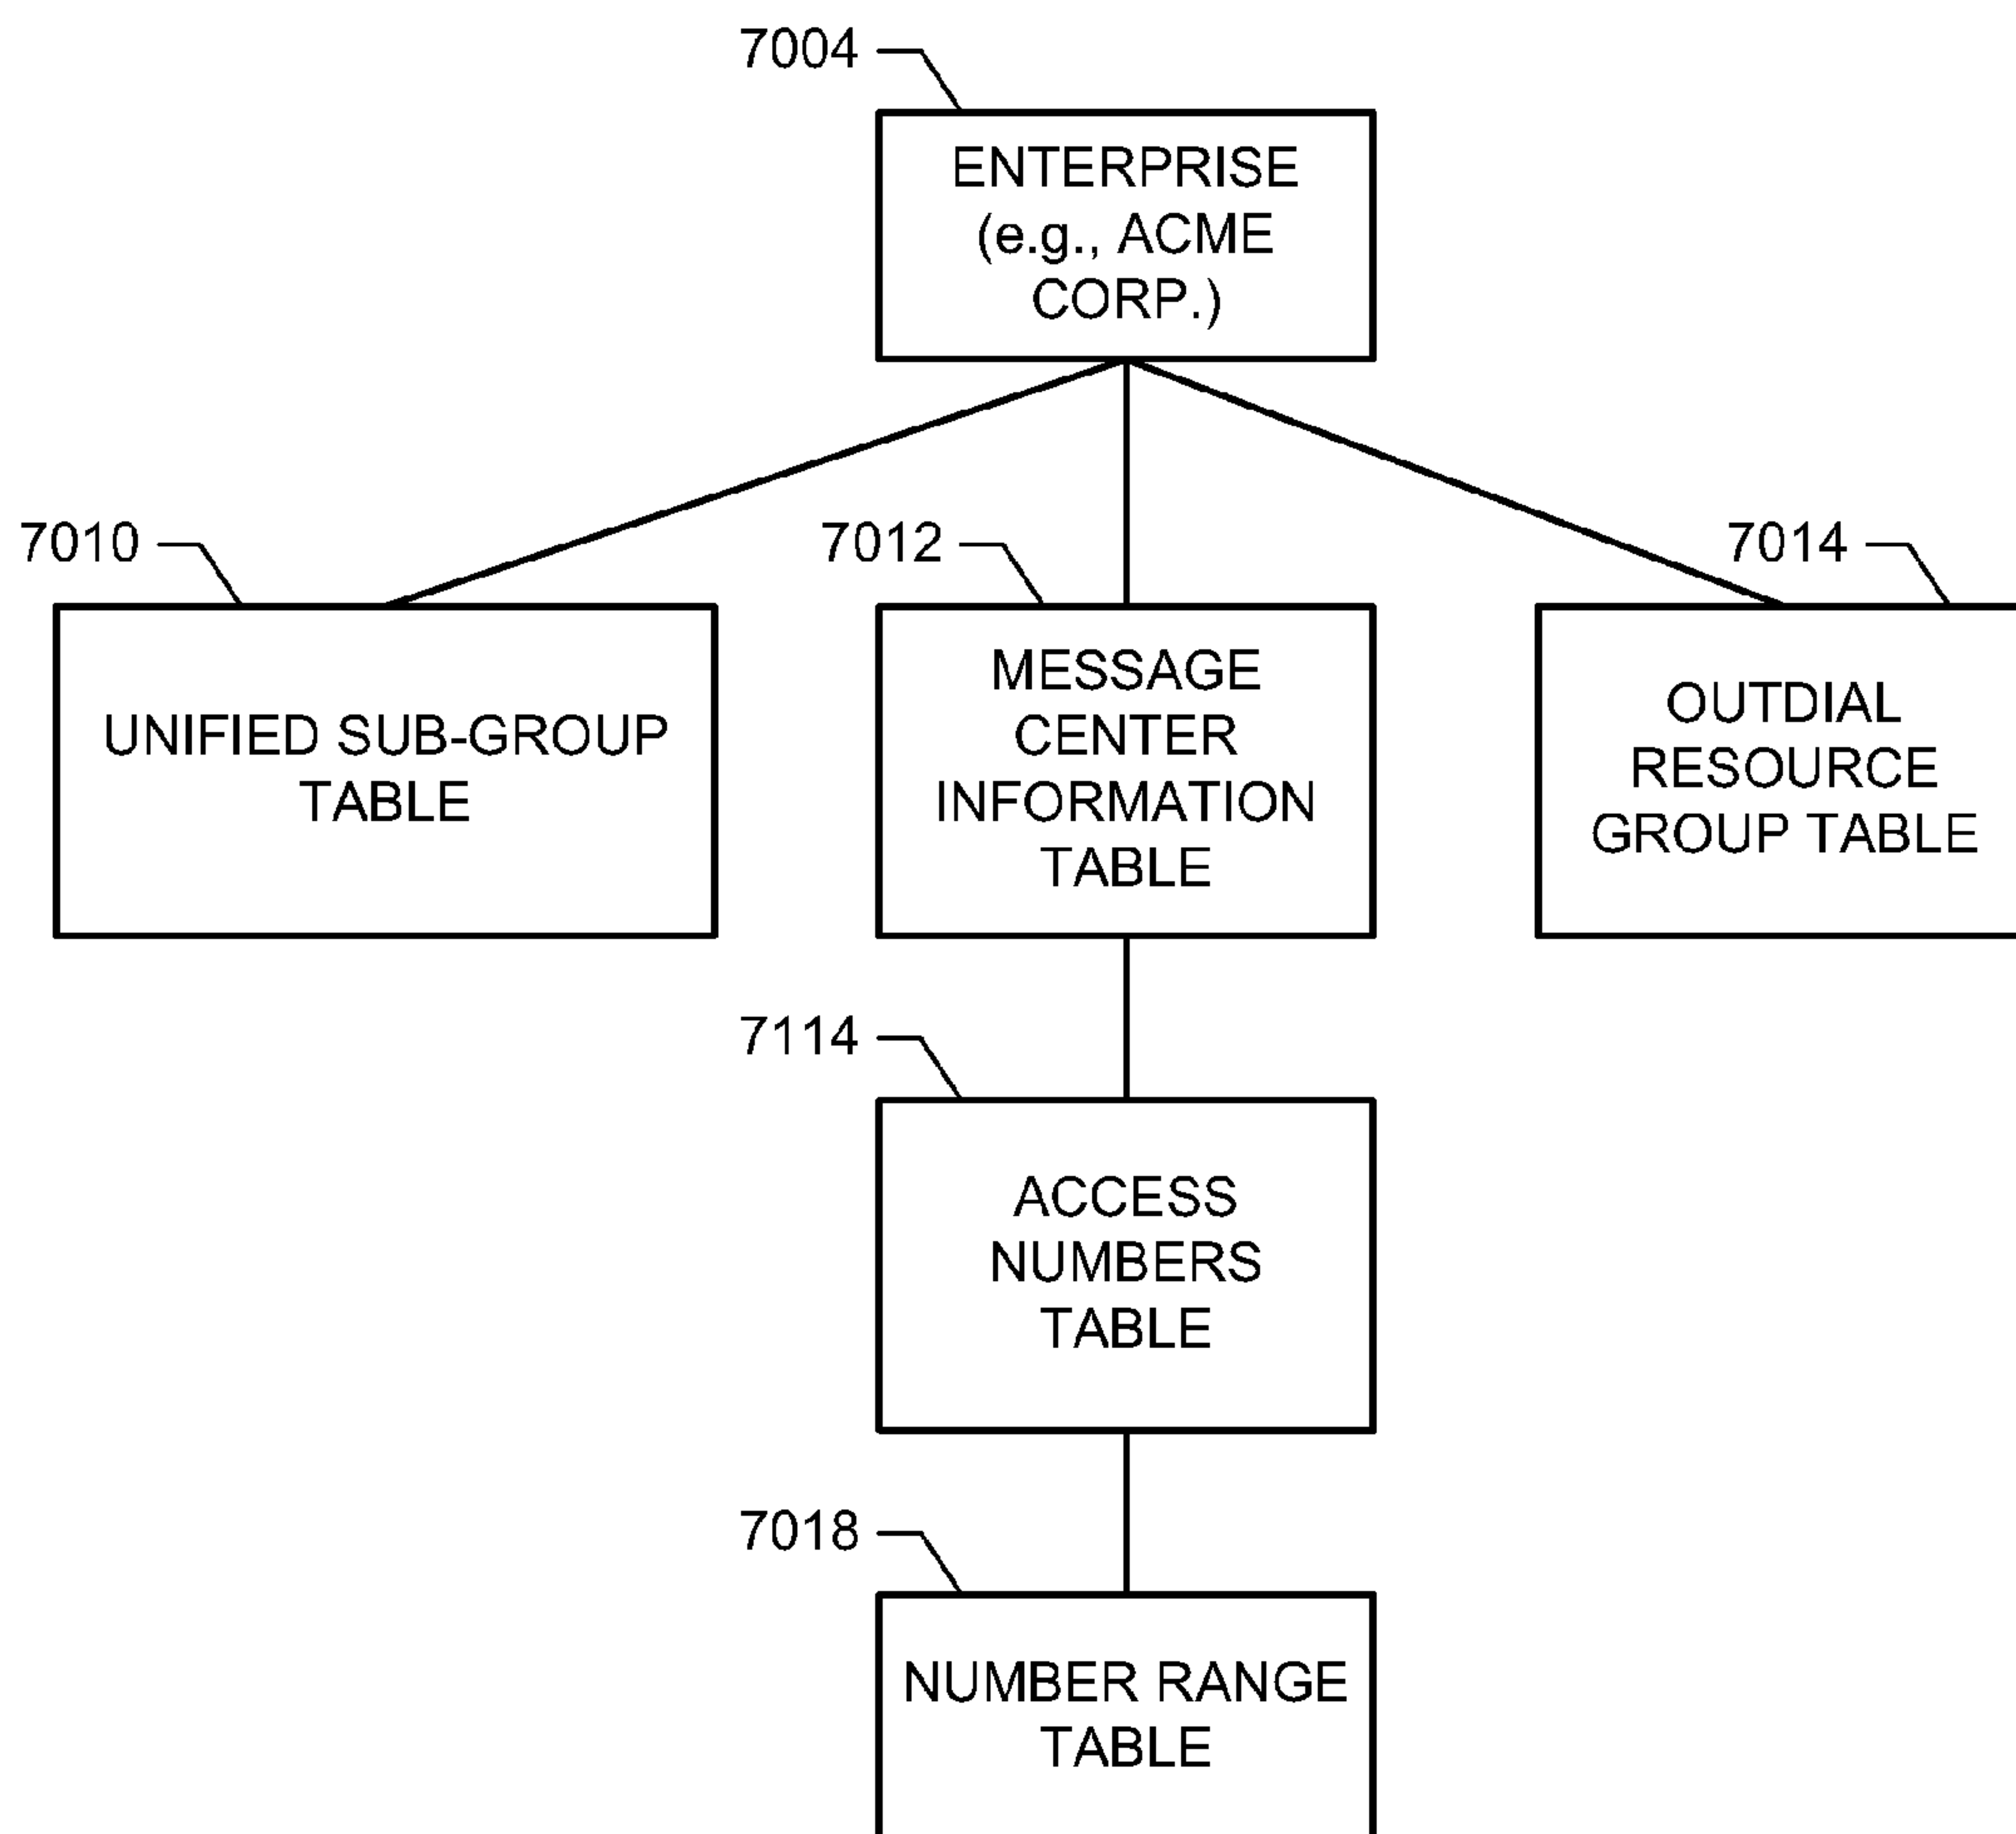 7004
ENTERPRISE
(e.g., ACME
CORP.)
7010
7012
7014
UNIFIED SUB-GROUP
TABLE
MESSAGE
CENTER
INFORMATION
TABLE
OUTDIAL
RESOURCE
GROUP TABLE
7114
ACCESS
NUMBERS
TABLE
7018
NUMBER RANGE
TABLE